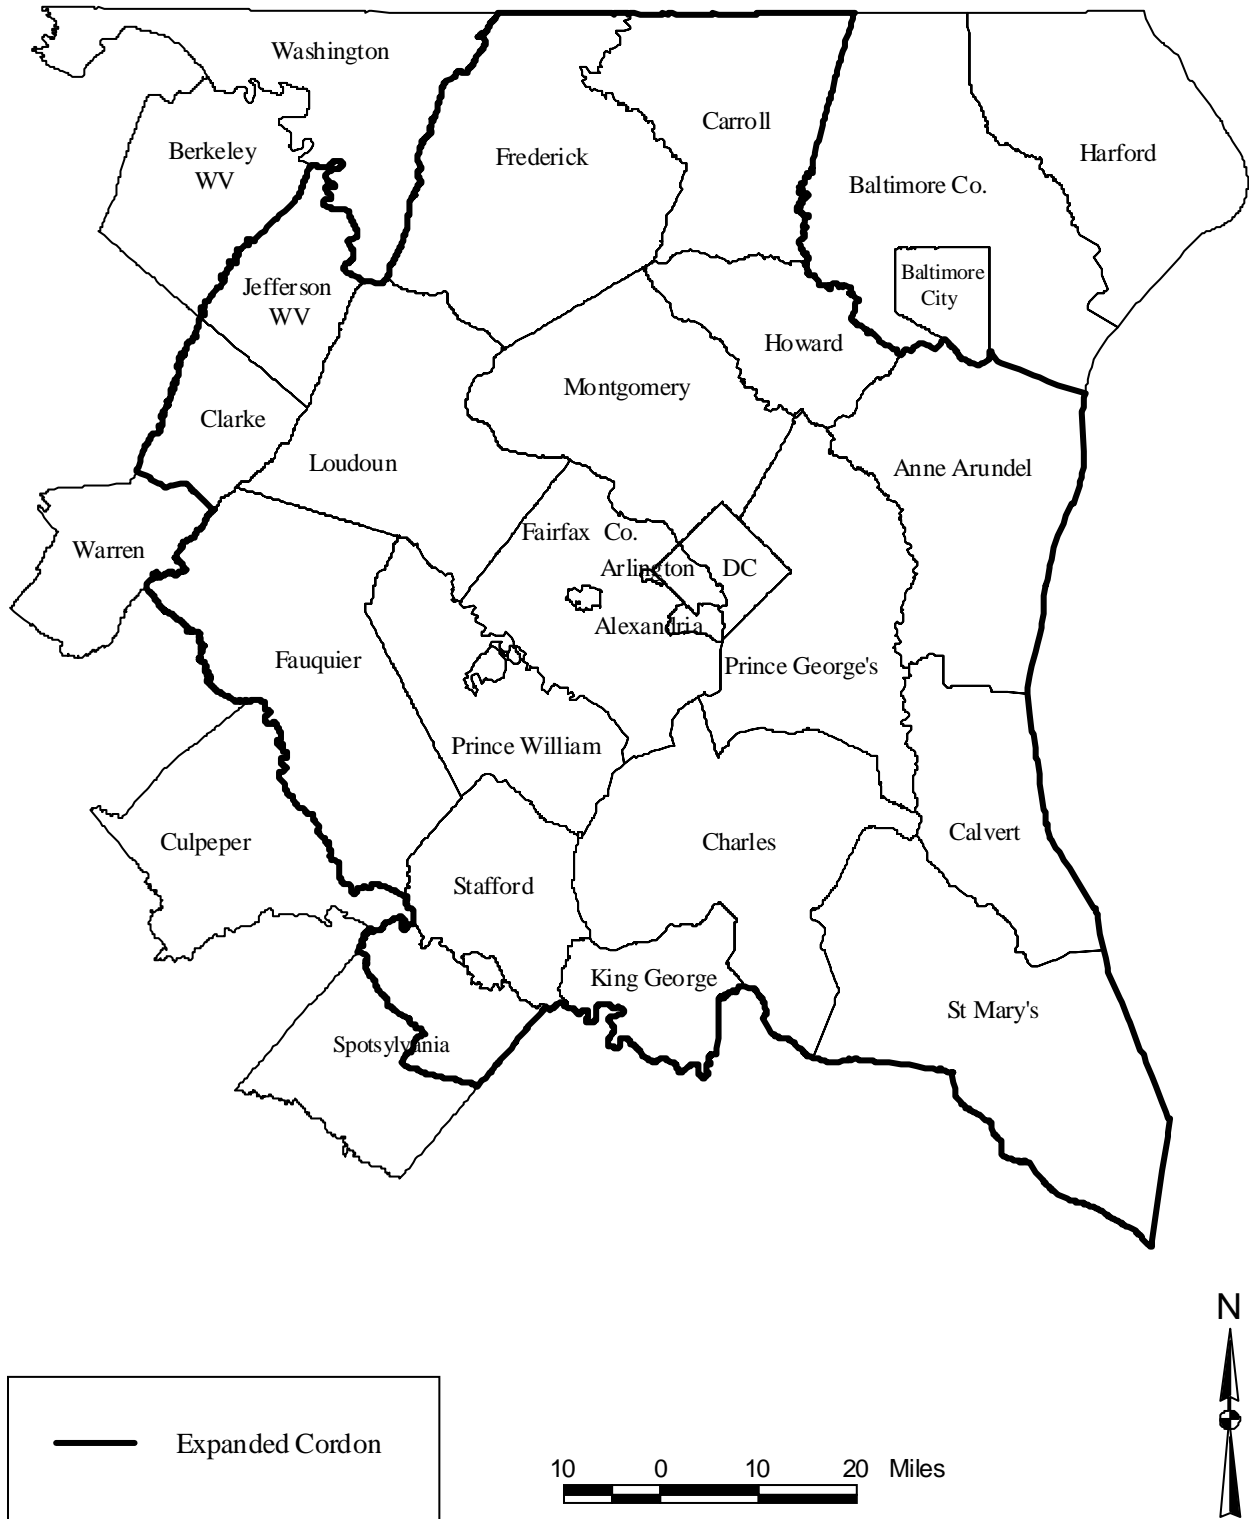 Washington
Carroll
Berkeley
WV
Frederick
Harford
Baltimore Co.
Baltimore
City
Jefferson
WV
Howard
Montgomery
Clarke
Loudoun
Anne Arundel
Fairfax Co.
Warren
Arlington
DC
Alexandria
Fauquier
Prince George's
Prince William
Culpeper
Charles
Calvert
Stafford
King George
St Mary's
Spotsylvania
N
Expanded Cordon
10 0 10 20 Miles